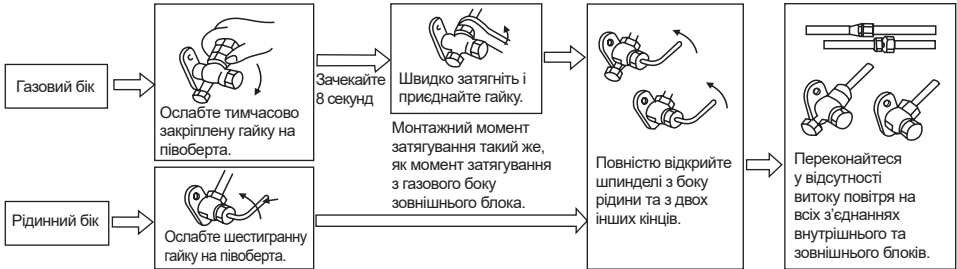 Газовий бік
Ослабте тимчасово
закріплену гайку на
півоберта.
Зачекайте
8 секунд
Швидко затягніть і
приєднайте гайку.
Монтажний момент
затягування такий же,
як момент затягування
з газового боку
зовнішнього блока.
Рідинний бік
Ослабте шестигранну
гайку на півоберта.
Повністю відкрийте
шпинделі з боку
рідини та з двох
інших кінців.
Переконайтеся
у відсутності
витоку повітря на
всіх з’єднаннях
внутрішнього та
зовнішнього блоків.